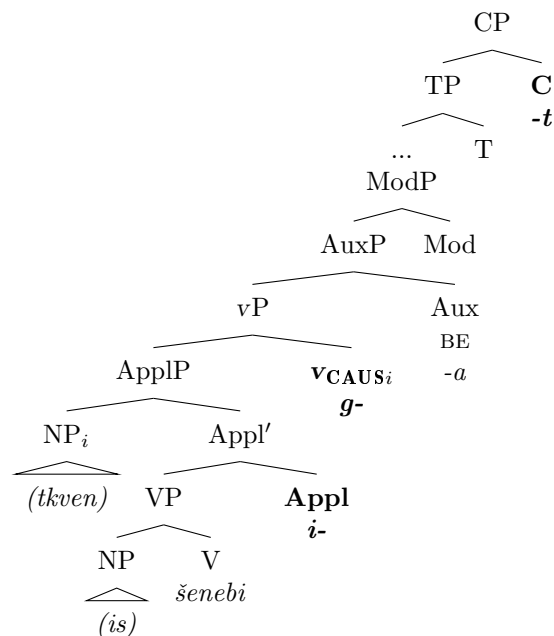 CP
TP C
-t
... T
ModP
AuxP Mod
vP Aux
BE
ApplP vCAUSi -a
g-
NPi Appl′
(tkven) VP Appl
i-
NP V
šenebi
(is)